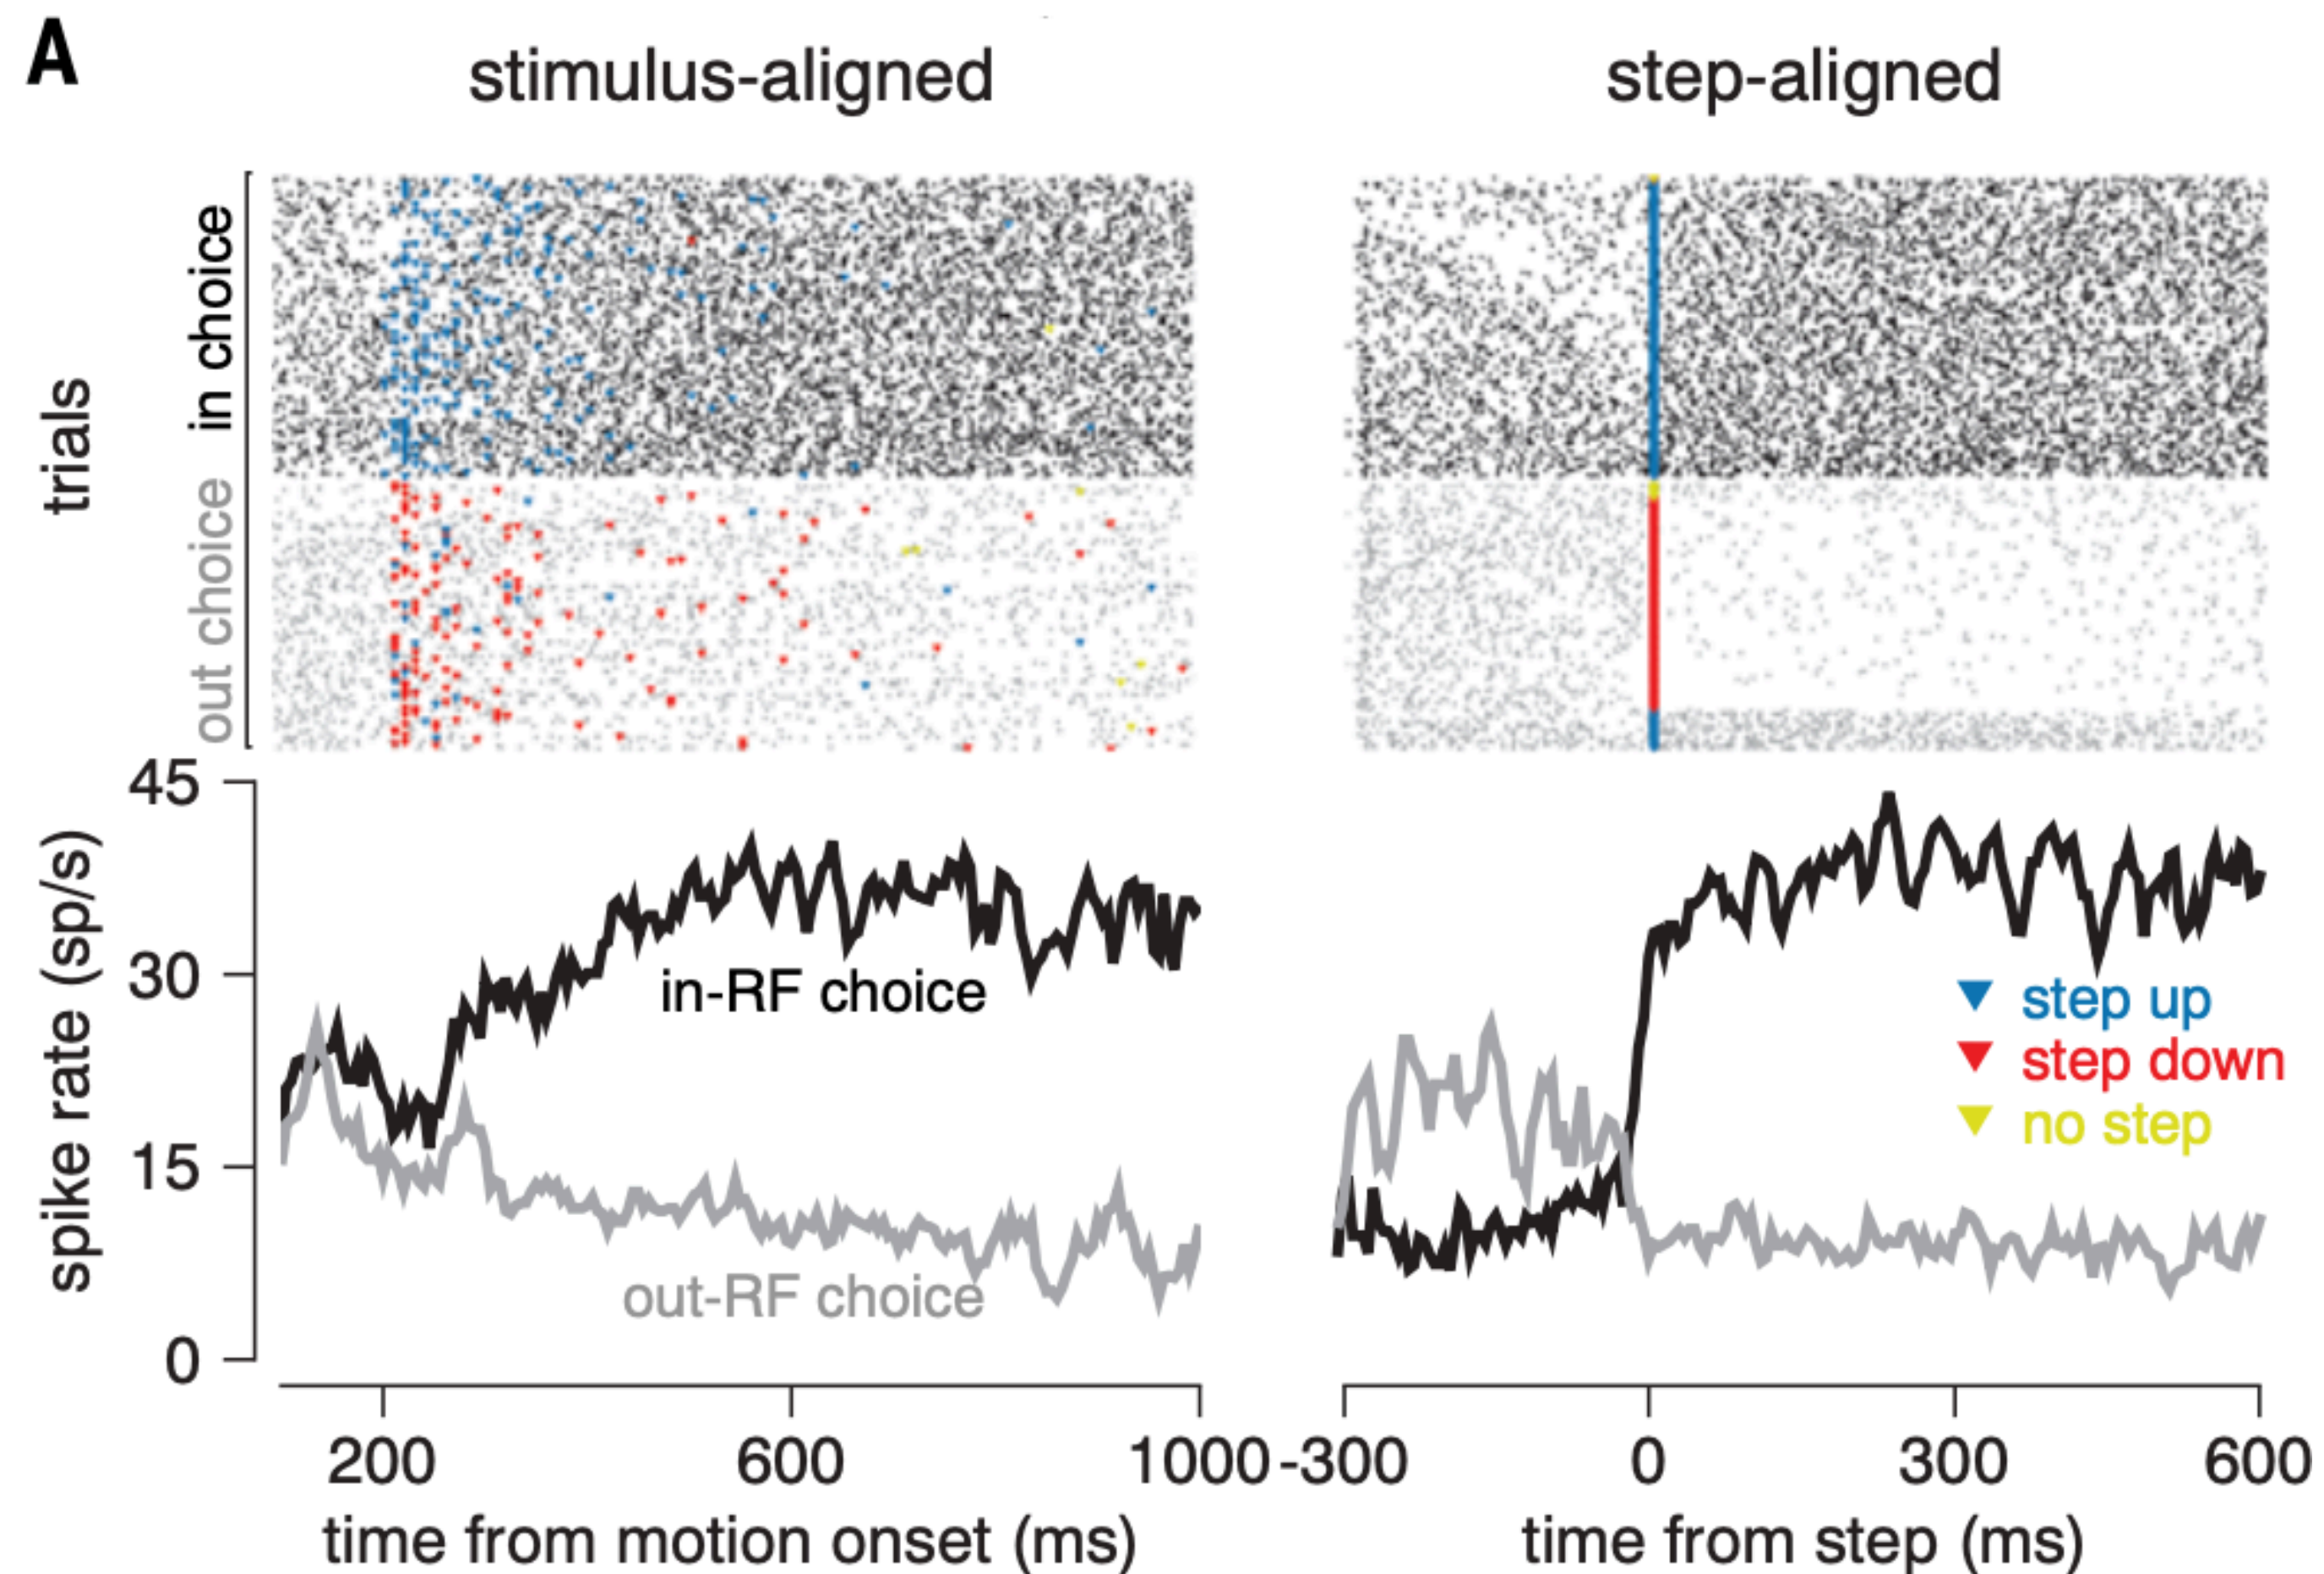 A
stimulus-aligned
step-aligned
trials
in choice
out choice
spike rate (sp/s)
45
30
15
0
in-RF choice
out-RF choice
step up
step down
no step
200
600
1000
-300
0
300
600
time from motion onset (ms)
time from step (ms)